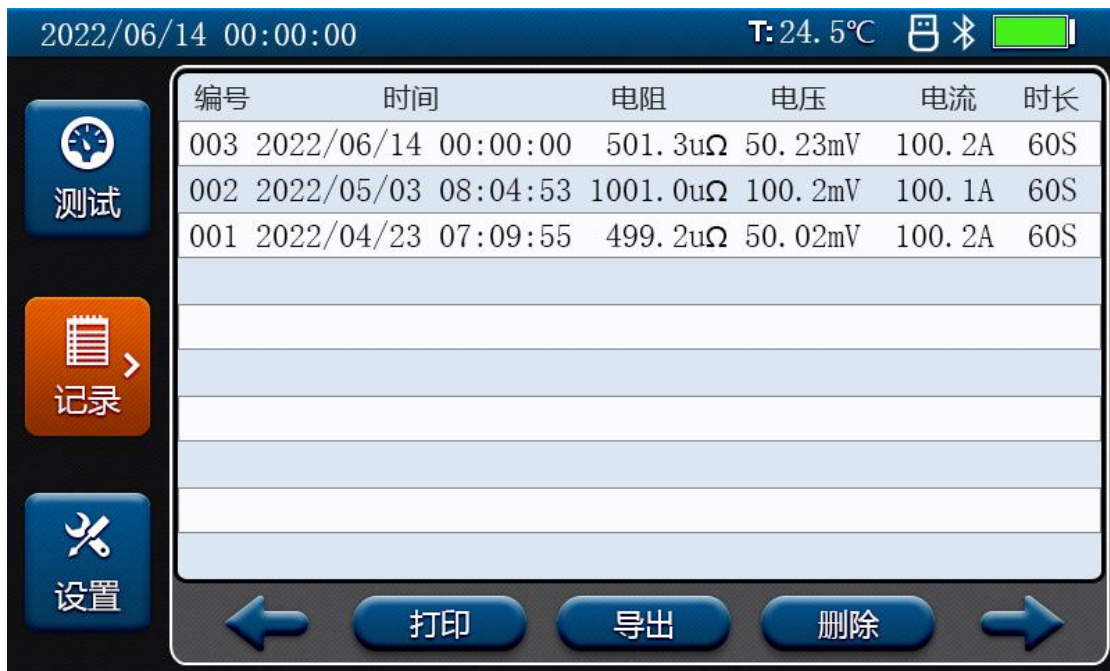 2022/06/14 00:00:00 T:24.5℃
编号 时间 电阻 电压 电流 时长
003 2022/06/14 00:00:00 501.3uΩ 50.23mV 100.2A 60S
002 2022/05/03 08:04:53 1001.0uΩ 100.2mV 100.1A 60S
001 2022/04/23 07:09:55 499.2uΩ 50.02mV 100.2A 60S
测试
记录
设置
打印 导出 删除